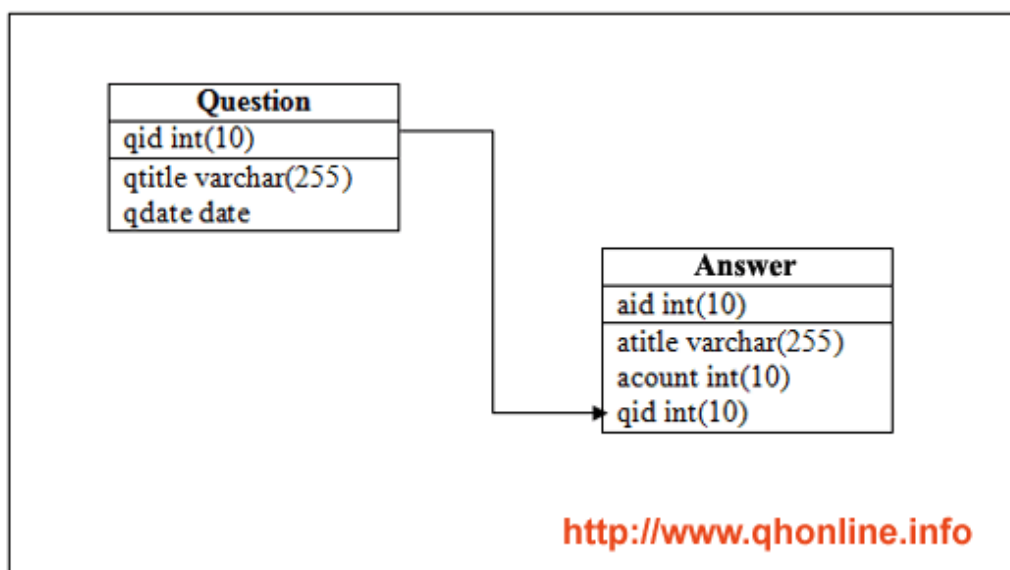 Question
qid int(10)
qtitle varchar(255)
qdate date
Answer
aid int(10)
atitle varchar(255)
acount int(10)
qid int(10)
http://www.qhonline.info